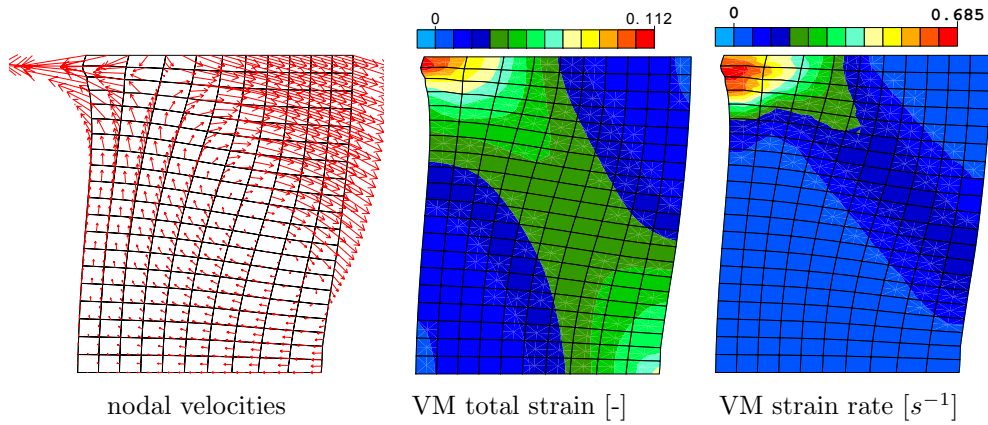 0 0.112
0 0.685
nodal velocities
VM total strain [-]
VM strain rate [s⁻¹]